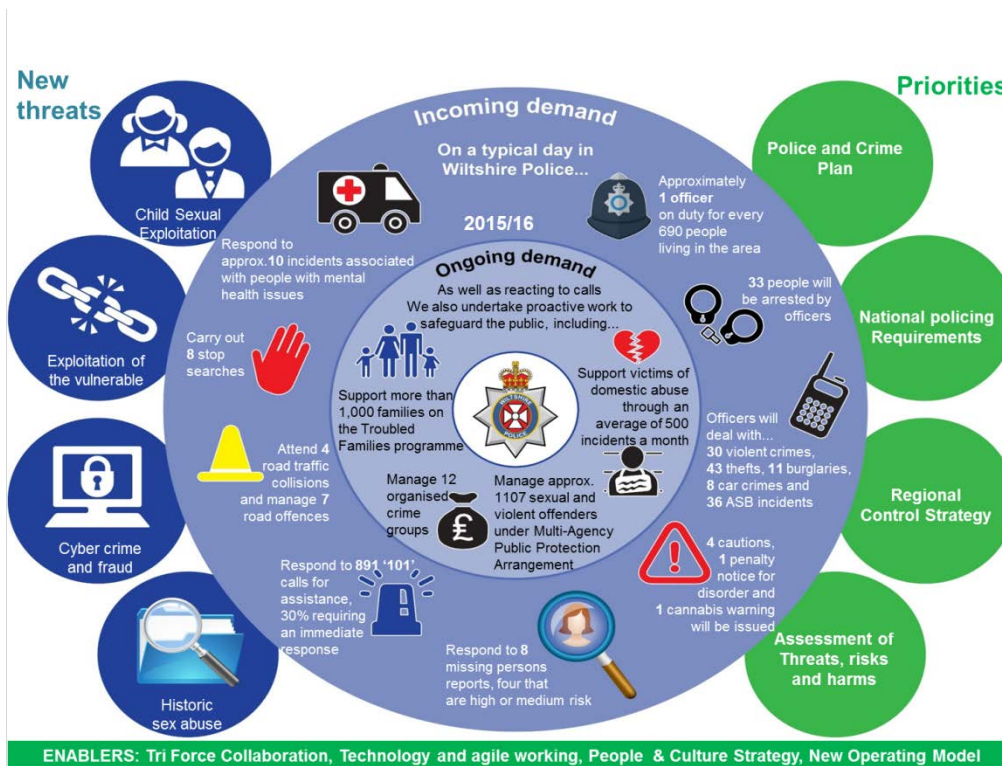 New
threats
Child Sexual
Exploitation
Exploitation of
the vulnerable
Cyber crime
and fraud
Historic
sex abuse
Incoming demand
On a typical day in
Wiltshire Police...
2015/16
Respond to
approx.10 incidents associated
with people with mental
health issues
Approximately
1 officer
on duty for every
690 people
living in the area
Carry out
8 stop
searches
33 people will
be arrested by
officers
Attend 4
road traffic
collisions
and manage 7
road offences
Officers will
deal with...
30 violent crimes,
43 thefts, 11 burglaries,
8 car crimes and
36 ASB incidents
Respond to 891 '101'
calls for
assistance,
30% requiring
an immediate
response
4 cautions,
1 penalty
notice for
disorder and
1 cannabis warning
will be issued
Respond to 8
missing persons
reports, four that
are high or medium risk
Ongoing demand
As well as reacting to calls
We also undertake proactive work to
safeguard the public, including...
Support more than
1,000 families on
the Troubled
Families programme
Support victims
of domestic abuse
through an
average of 500
incidents a month
WILTSHIRE
POLICE
Manage 12
organised
crime
groups
£
Manage approx.
1107 sexual and
violent offenders
under Multi-Agency
Public Protection
Arrangement
Priorities
Police and Crime
Plan
National policing
Requirements
Regional
Control Strategy
Assessment of
Threats, risks
and harms
ENABLERS: Tri Force Collaboration, Technology and agile working, People & Culture Strategy, New Operating Model